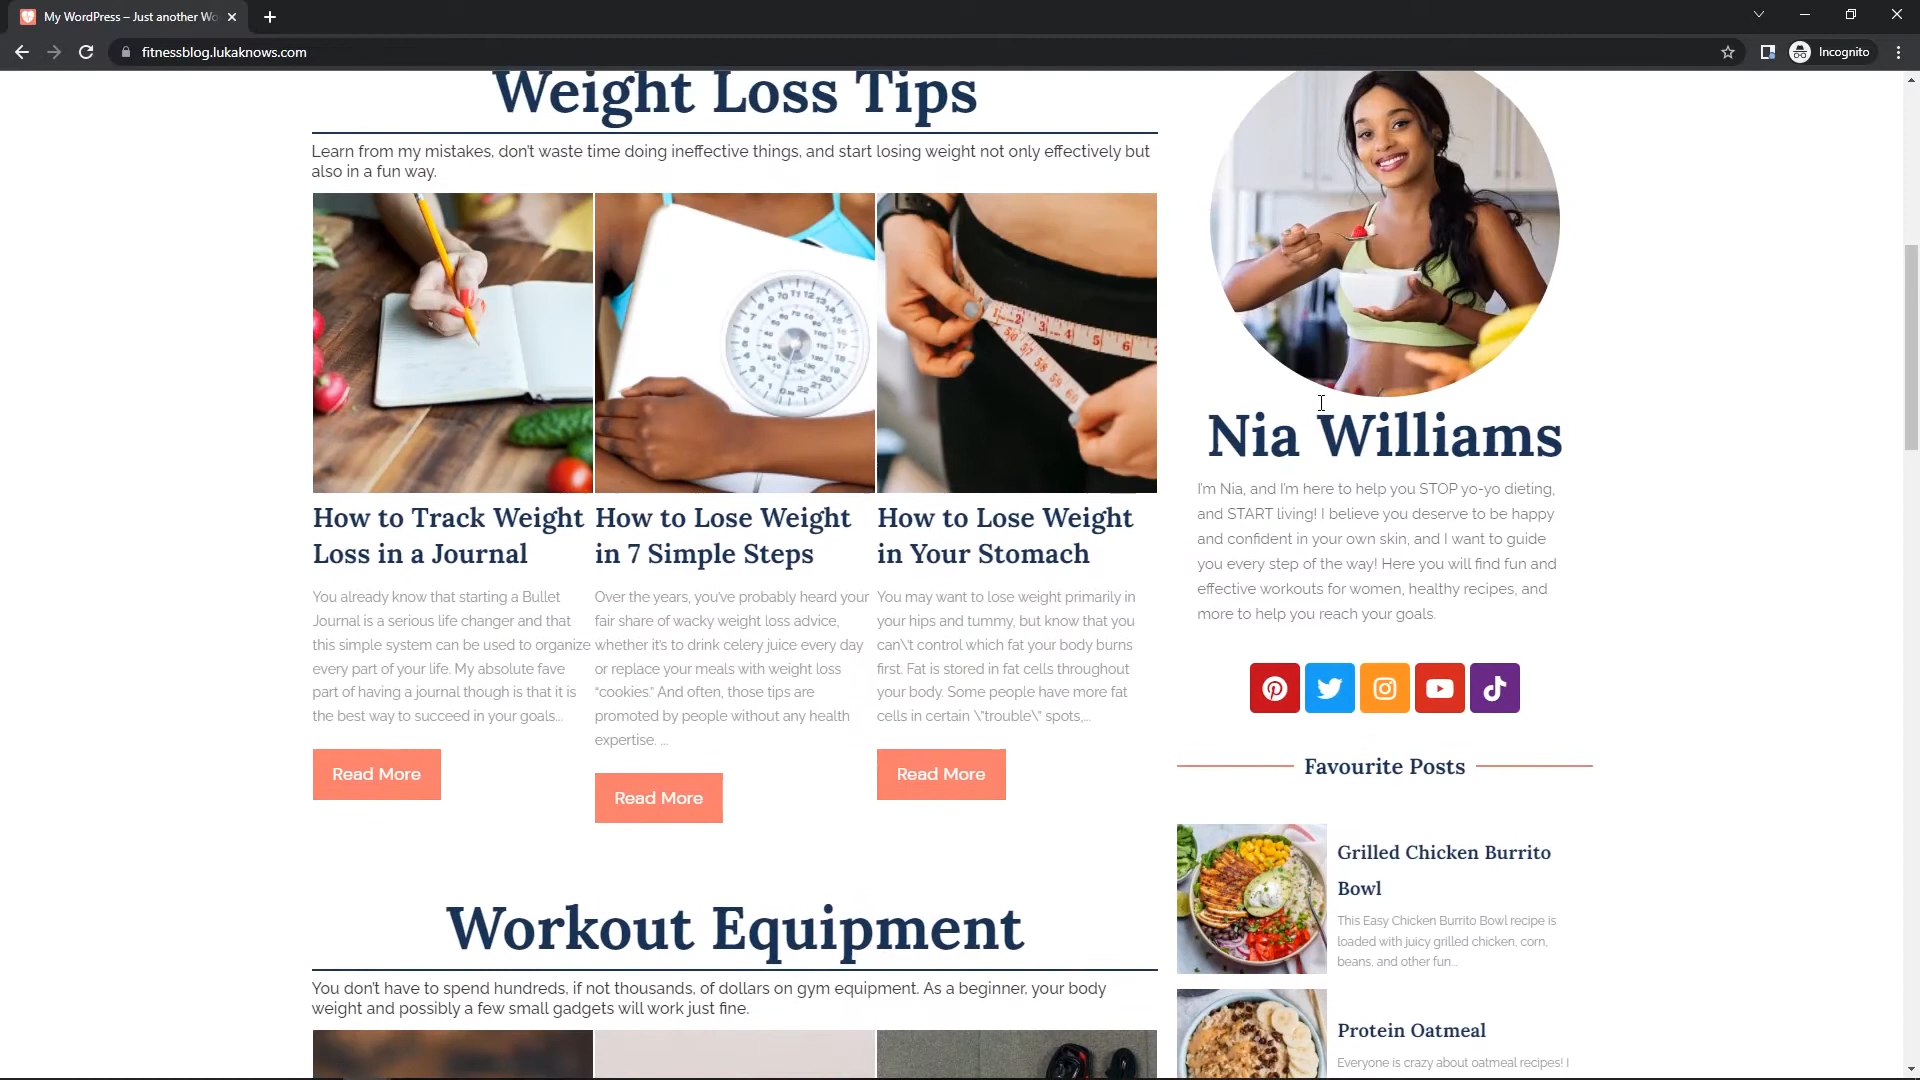 My WordPress – Just another Wo
fitnessblog.lukaknows.com
Incognito
Weight Loss Tips
Learn from my mistakes, don't waste time doing ineffective things, and start losing weight not only effectively but
also in a fun way.
How to Track Weight
Loss in a Journal
You already know that starting a Bullet
Journal is a serious life changer and that
this simple system can be used to organize
every part of your life. My absolute fave
part of having a journal though is that it is
the best way to succeed in your goals...
Read More
How to Lose Weight
in 7 Simple Steps
Over the years, you've probably heard your
fair share of wacky weight loss advice,
whether it's to drink celery juice every day
or replace your meals with weight loss
"cookies." And often, those tips are
promoted by people without any health
expertise. ...
Read More
How to Lose Weight
in Your Stomach
You may want to lose weight primarily in
your hips and tummy, but know that you
can\'t control which fat your body burns
first. Fat is stored in fat cells throughout
your body. Some people have more fat
cells in certain \"trouble\" spots,...
Read More
Workout Equipment
You don't have to spend hundreds, if not thousands, of dollars on gym equipment. As a beginner, your body
weight and possibly a few small gadgets will work just fine.
Nia Williams
I'm Nia, and I'm here to help you STOP yo-yo dieting,
and START living! I believe you deserve to be happy
and confident in your own skin, and I want to guide
you every step of the way! Here you will find fun and
effective workouts for women, healthy recipes, and
more to help you reach your goals.
Favourite Posts
Grilled Chicken Burrito
Bowl
This Easy Chicken Burrito Bowl recipe is
loaded with juicy grilled chicken, corn,
beans, and other fun...
Protein Oatmeal
Everyone is crazy about oatmeal recipes! I